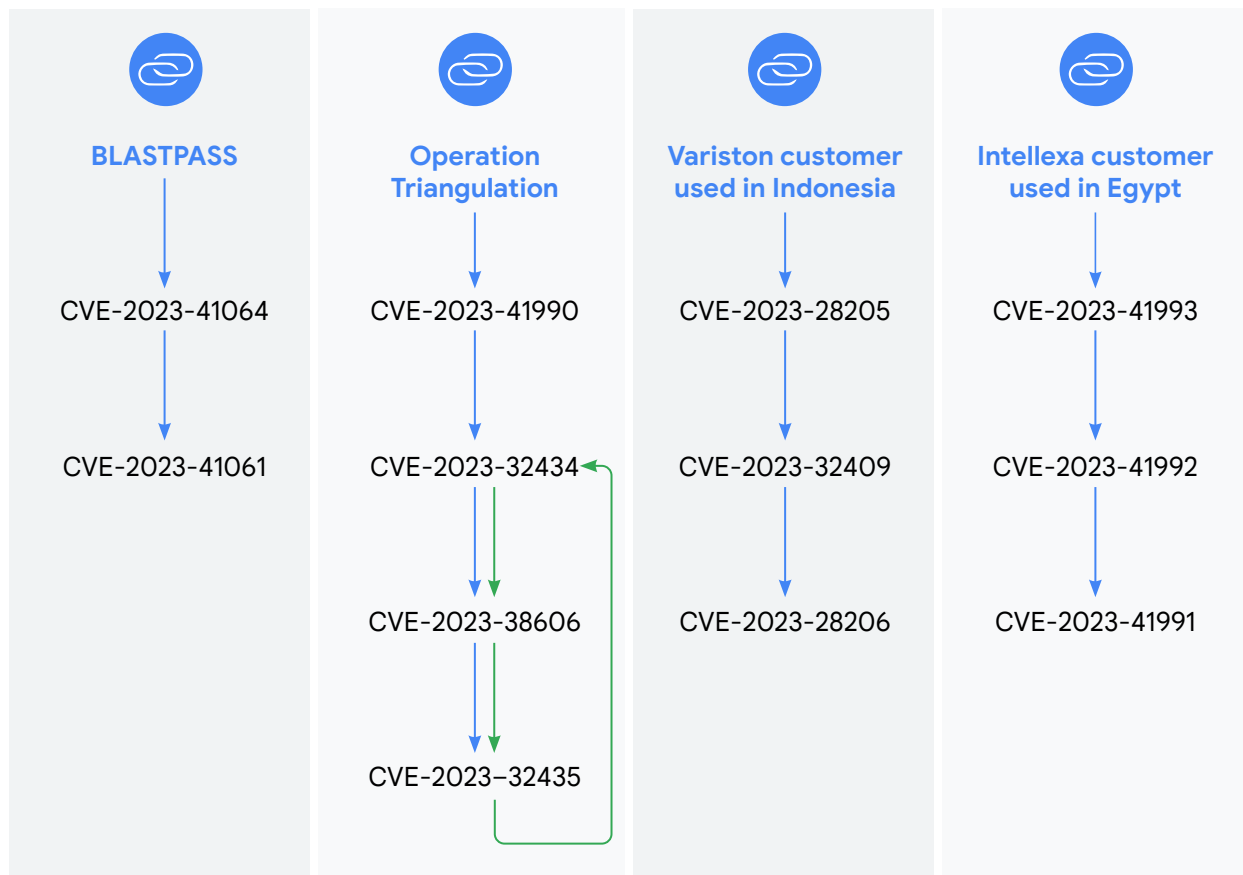 BLASTPASS
CVE-2023-41064
CVE-2023-41061
Operation
Triangulation
CVE-2023-41990
CVE-2023-32434
CVE-2023-38606
CVE-2023–32435
Variston customer
used in Indonesia
CVE-2023-28205
CVE-2023-32409
CVE-2023-28206
Intellexa customer
used in Egypt
CVE-2023-41993
CVE-2023-41992
CVE-2023-41991